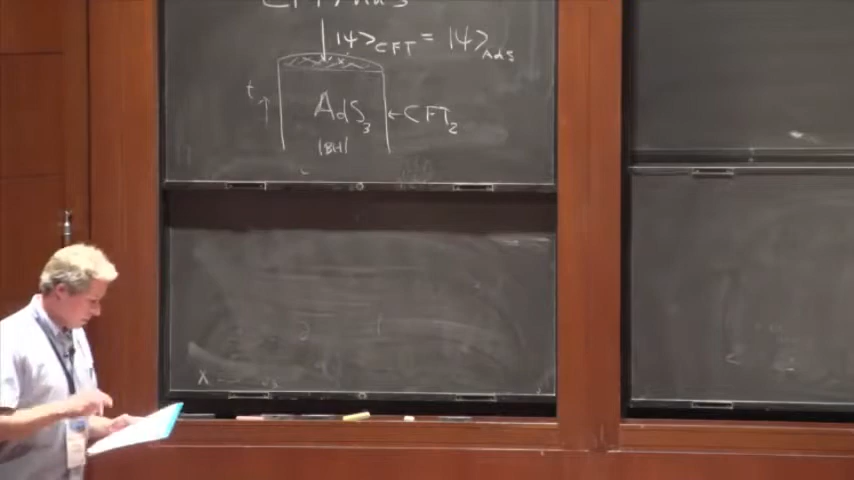 |ψ>CFT = |ψ>AdS
t ↑
AdS3 ← CFT2
|BH|